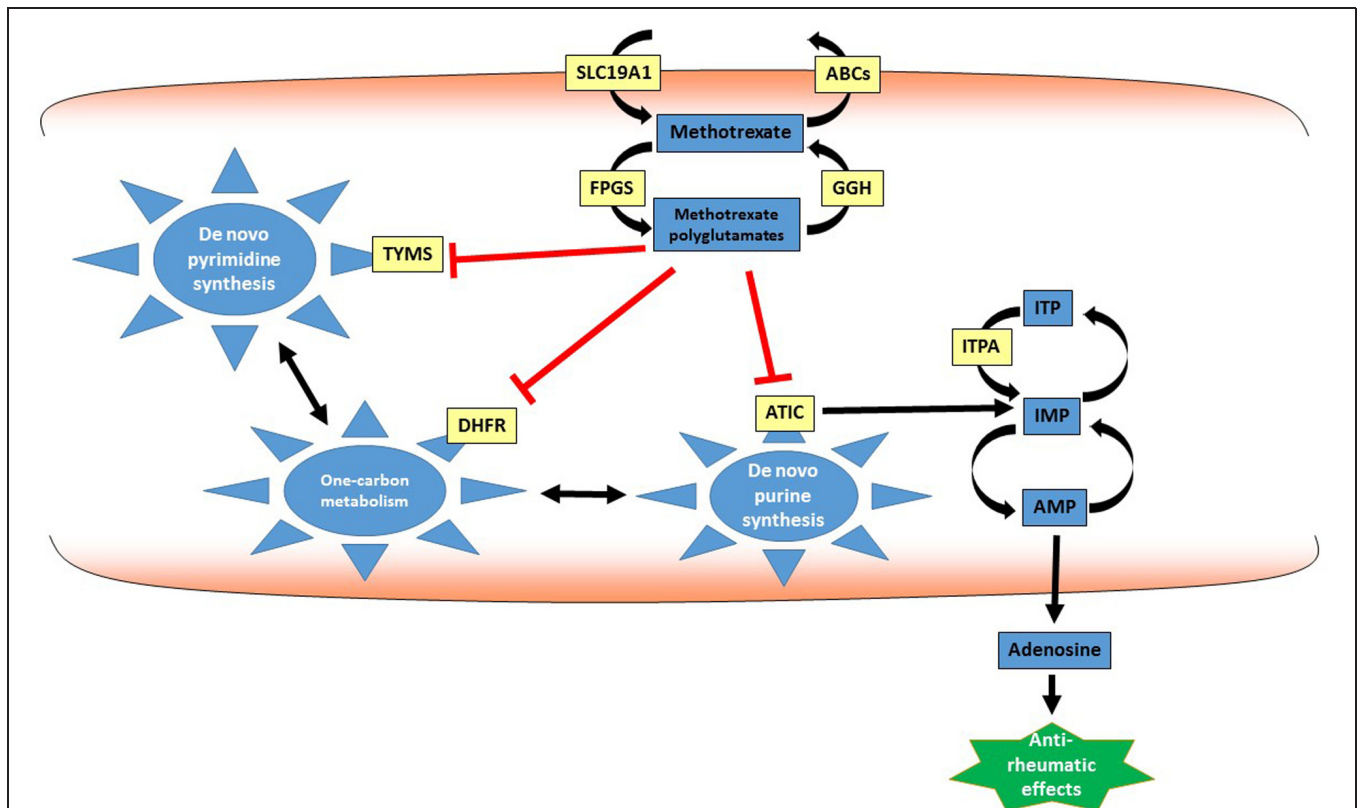 SLC19A1
ABCs
Methotrexate
FPGS
GGH
Methotrexate
polyglutamates
De novo
pyrimidine
synthesis
TYMS
ITP
ITPA
DHFR
ATIC
IMP
One-carbon
metabolism
De novo
purine
synthesis
AMP
Adenosine
Anti-
rheumatic
effects